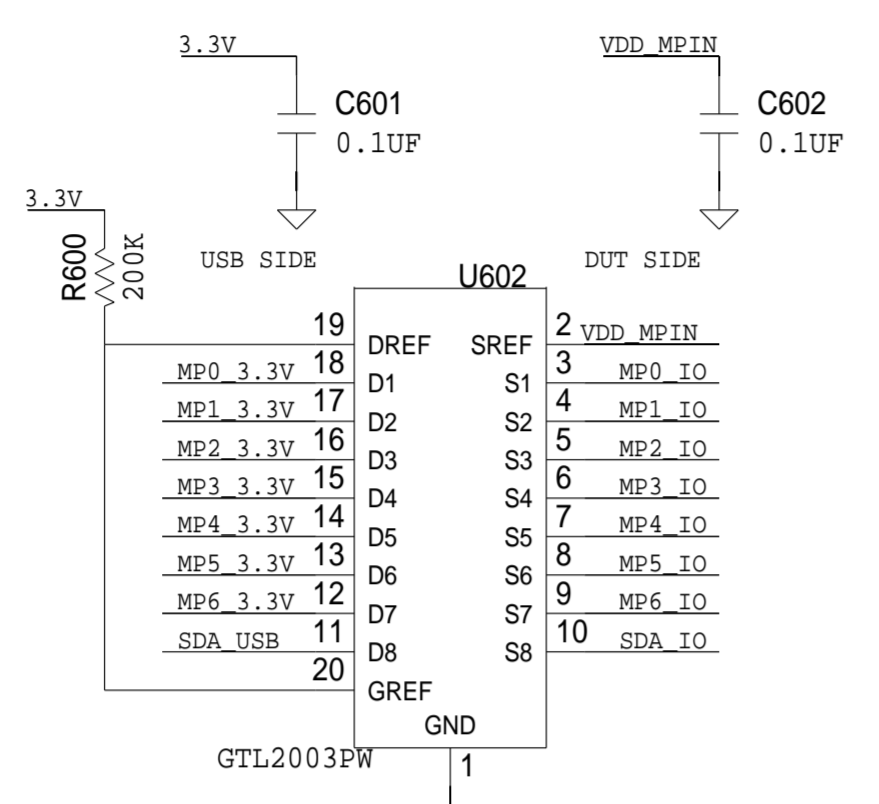 3.3V VDD_MPIN
C601 C602
0.1UF 0.1UF
3.3V
R600
200K
USB SIDE DUT SIDE
U602
19 DREF SREF 2 VDD_MPIN
MP0_3.3V 18 D1 S1 3 MP0_IO
MP1_3.3V 17 D2 S2 4 MP1_IO
MP2_3.3V 16 D3 S3 5 MP2_IO
MP3_3.3V 15 D4 S4 6 MP3_IO
MP4_3.3V 14 D5 S5 7 MP4_IO
MP5_3.3V 13 D6 S6 8 MP5_IO
MP6_3.3V 12 D7 S7 9 MP6_IO
SDA_USB 11 D8 S8 10 SDA_IO
20 GREF
GND
GTL2003PW 1